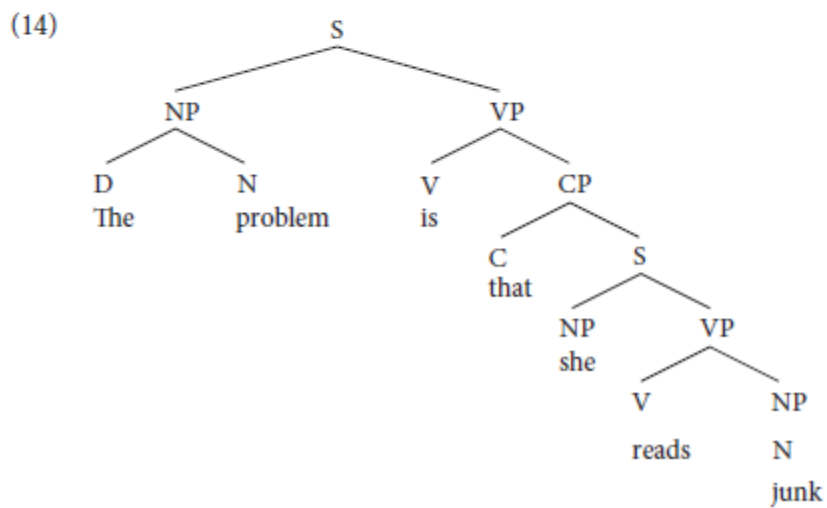 (14)
S
NP VP
D N V CP
The problem is
C S
that
NP VP
she
V NP
reads N
junk